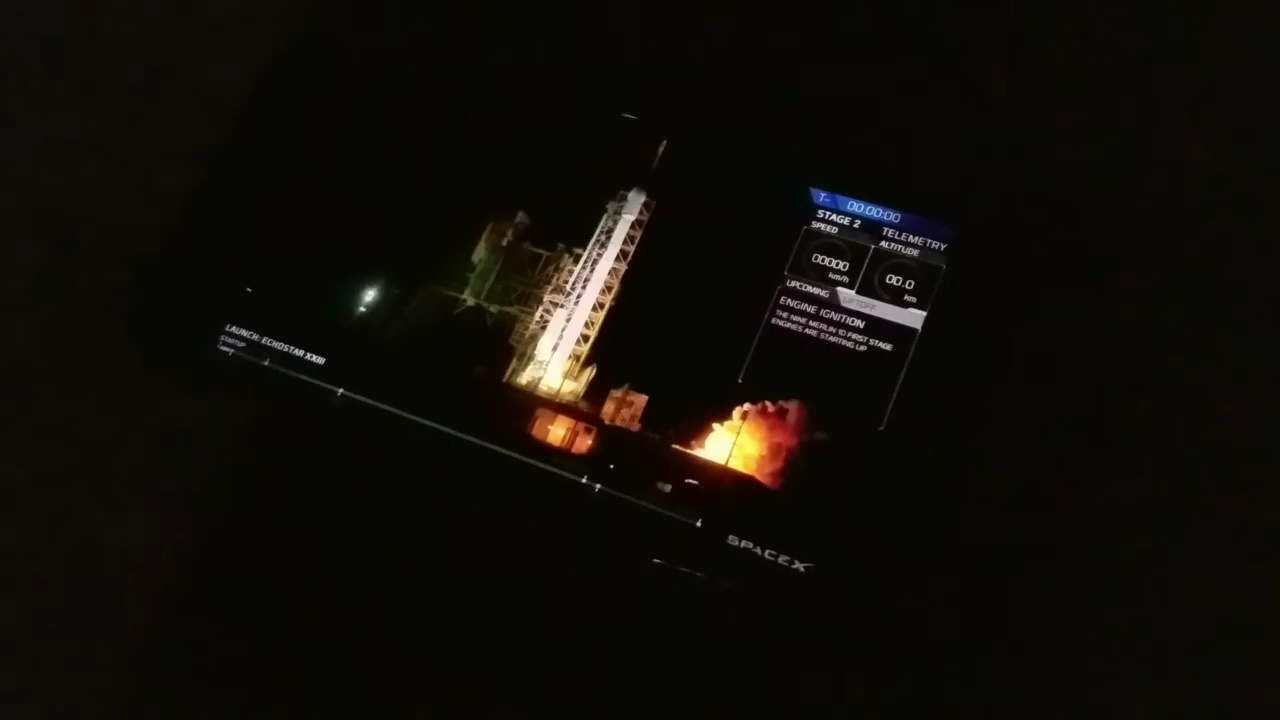 T- 00:00:00
STAGE 2 TELEMETRY
SPEED ALTITUDE
00000 00.0
km/h km
UPCOMING LIFTOFF
ENGINE IGNITION
THE NINE MERLIN 1D FIRST STAGE
ENGINES ARE STARTING UP
LAUNCH: ECHOSTAR XXIII
STARTUP
SPACEX